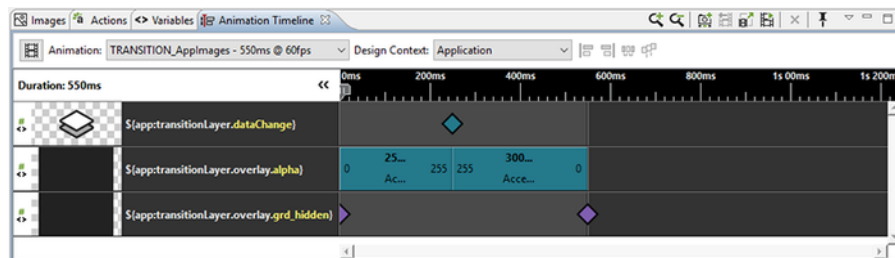 Images Actions <> Variables Animation Timeline
Animation: TRANSITION_AppImages - 550ms @ 60fps Design Context: Application
Duration: 550ms << 0ms 200ms 400ms 600ms 800ms 1s 00ms 1s 200m
${app:transitionLayer.dataChange}
${app:transitionLayer.overlay.alpha} 0 25... Ac... 255 255 300... Acce... 0
${app:transitionLayer.overlay.grd_hidden}